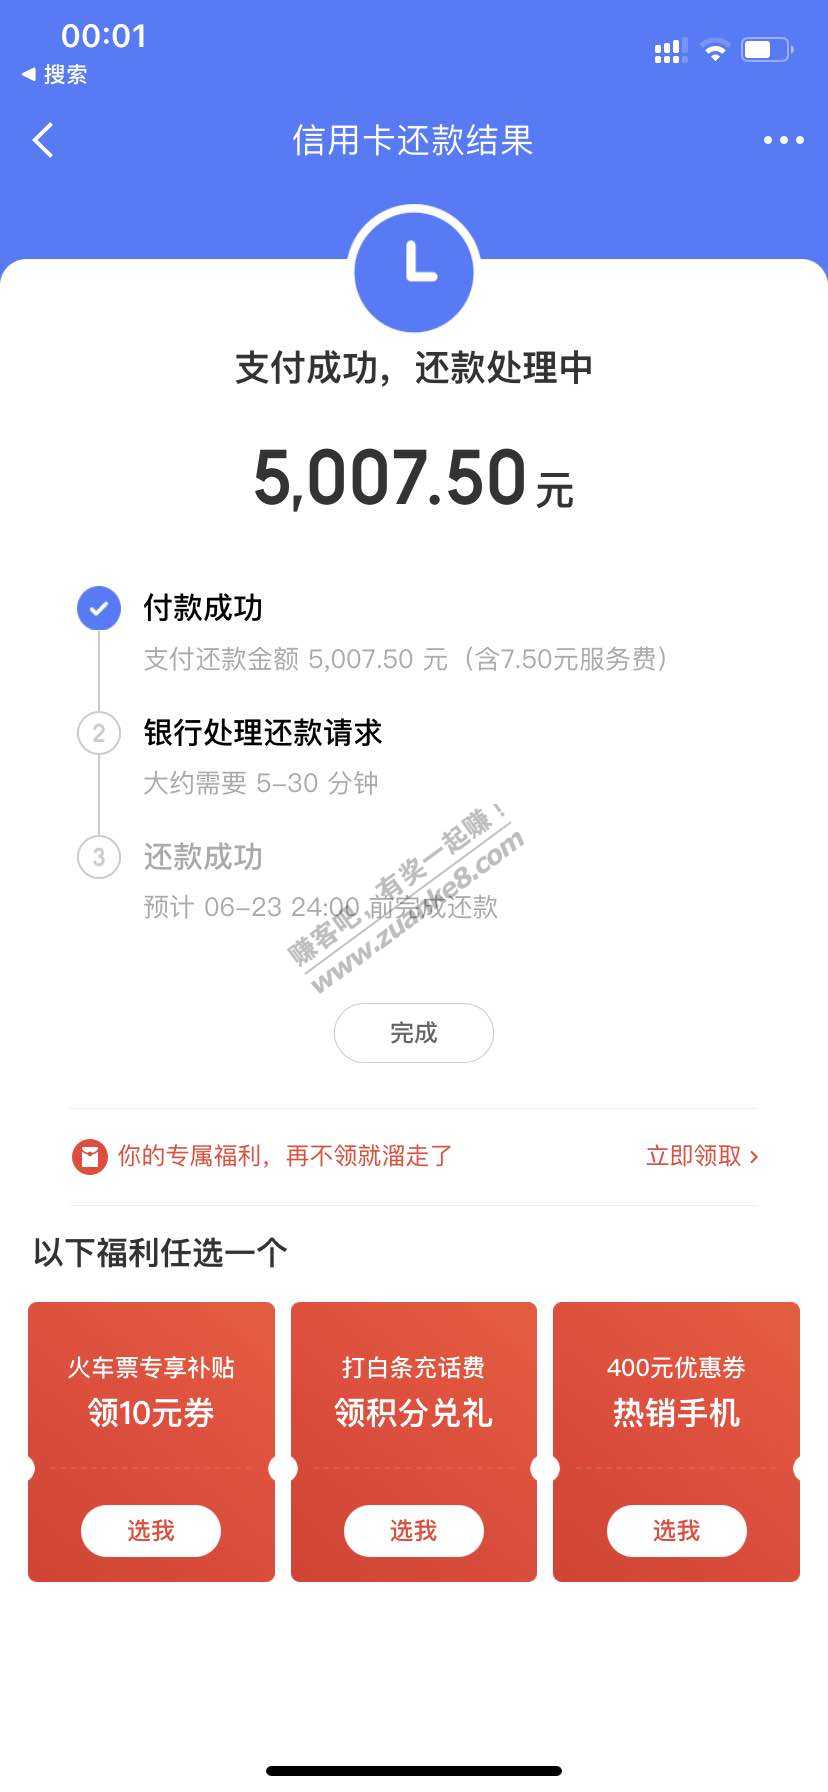 00:01
◀ 搜索
信用卡还款结果
支付成功，还款处理中
5,007.50 元
付款成功
支付还款金额 5,007.50 元（含7.50元服务费）
2 银行处理还款请求
大约需要 5-30 分钟
3 还款成功
预计 06-23 24:00 前完成还款
赚客吧，有奖一起赚！
www.zuanke8.com
完成
你的专属福利，再不领就溜走了 立即领取 >
以下福利任选一个
火车票专享补贴 打白条充话费 400元优惠券
领10元券 领积分兑礼 热销手机
选我 选我 选我